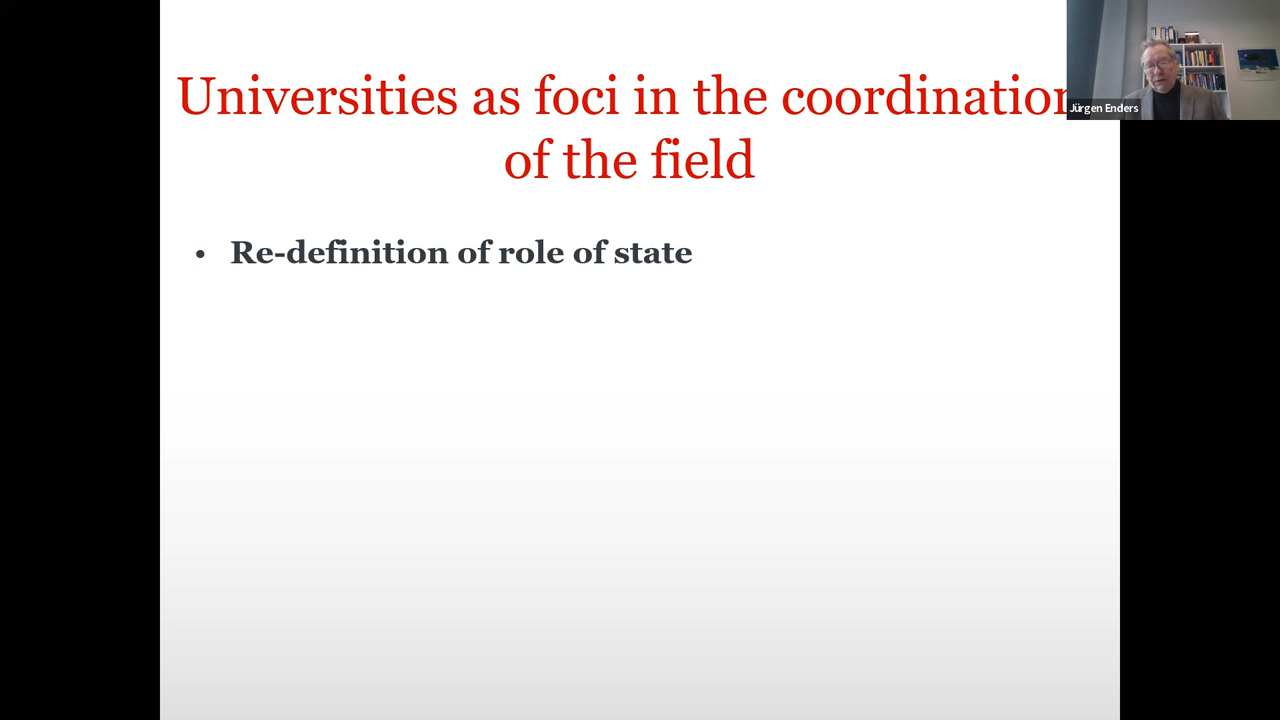 Universities as foci in the coordination
of the field
• Re-definition of role of state
Jürgen Enders